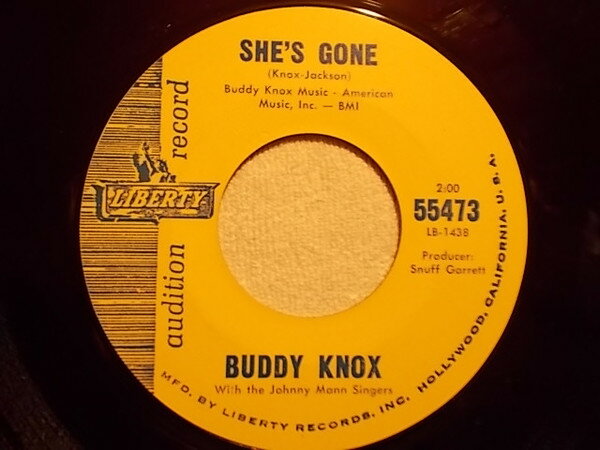 SHE'S GONE
(Knox-Jackson)
Buddy Knox Music - American
Music, Inc. — BMI
audition record
LIBERTY
2:00
55473
LB-1438
Producer:
Snuff Garrett
BUDDY KNOX
With the Johnny Mann Singers
MFD. BY LIBERTY RECORDS, INC. HOLLYWOOD, CALIFORNIA, U.S.A.